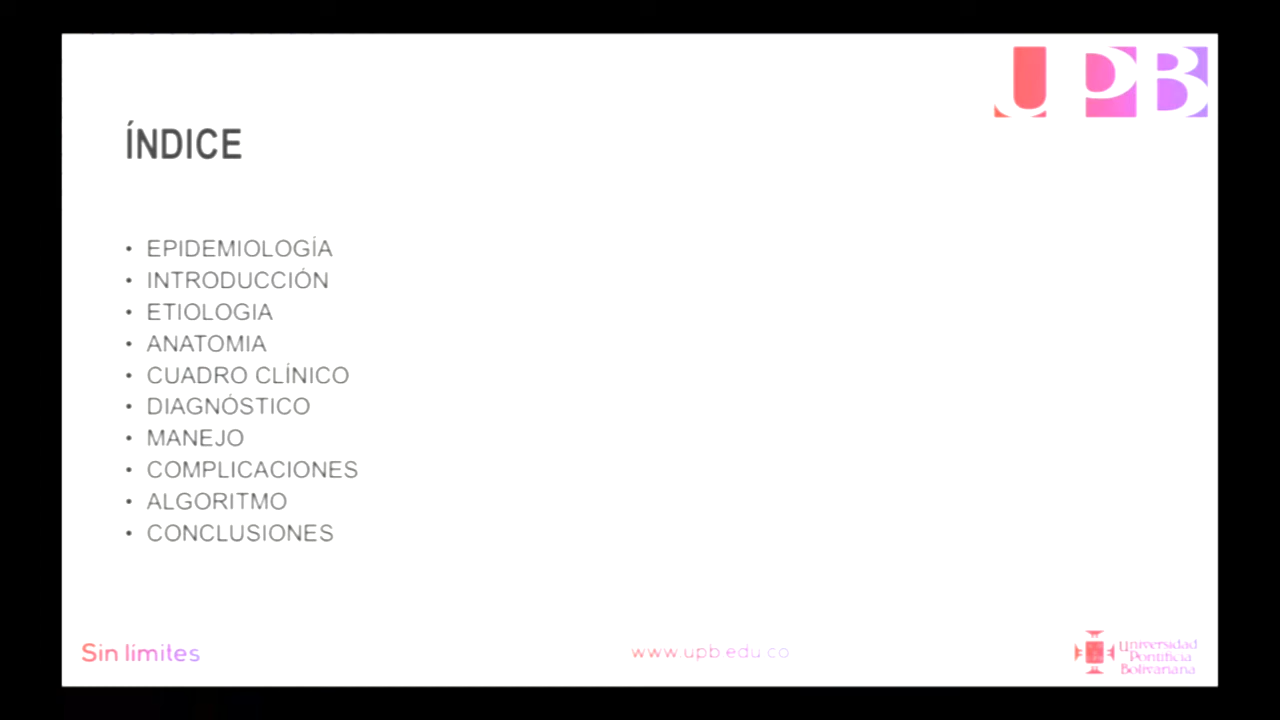 UPB
ÍNDICE
• EPIDEMIOLOGÍA
• INTRODUCCIÓN
• ETIOLOGIA
• ANATOMIA
• CUADRO CLÍNICO
• DIAGNÓSTICO
• MANEJO
• COMPLICACIONES
• ALGORITMO
• CONCLUSIONES
Sin límites
www.upb.edu.co
Universidad
Pontificia
Bolivariana